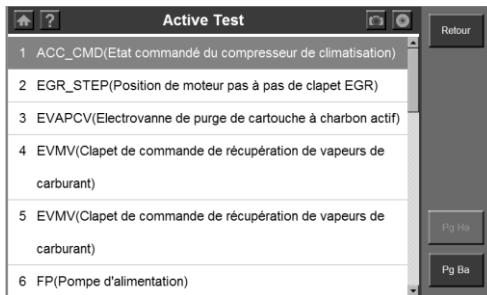 ? Active Test
Retour
1 ACC_CMD(Etat commandé du compresseur de climatisation)
2 EGR_STEP(Position de moteur pas à pas de clapet EGR)
3 EVAPCV(Electrovanne de purge de cartouche à charbon actif)
4 EVMV(Clapet de commande de récupération de vapeurs de
carburant)
5 EVMV(Clapet de commande de récupération de vapeurs de
carburant)
6 FP(Pompe d'alimentation)
Pg Ha
Pg Ba